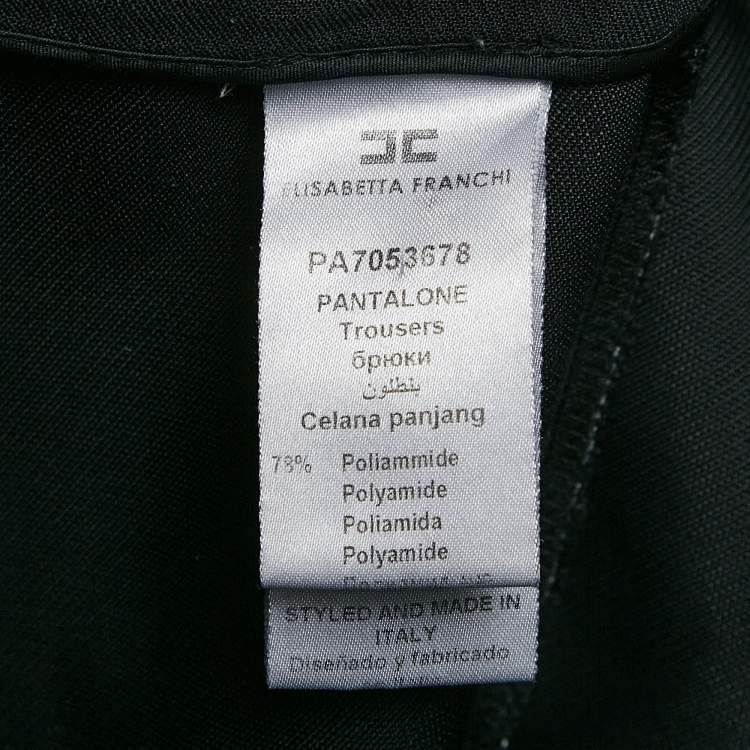 ELISABETTA FRANCHI
PA7053678
PANTALONE
Trousers
брюки
بنطلون
Celana panjang
78% Poliammide
Polyamide
Poliamida
Polyamide
STYLED AND MADE IN
ITALY
Diseñado y fabricado